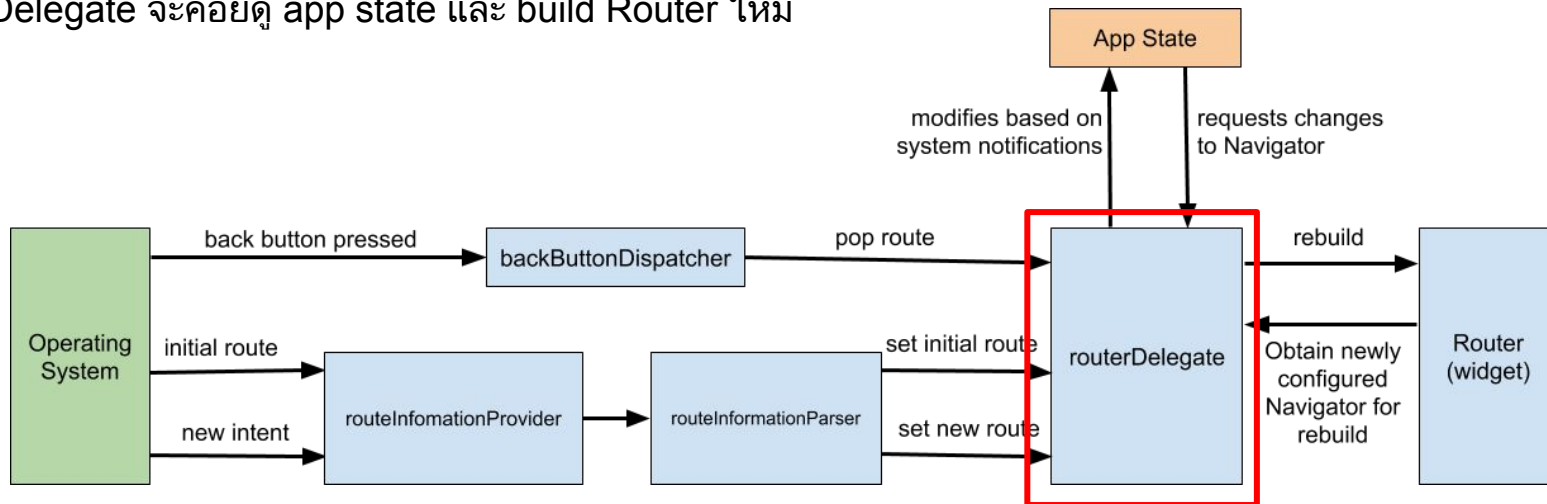 Delegate จะคอยดู app state และ build Router ใหม่
App State
modifies based on
system notifications
requests changes
to Navigator
back button pressed
backButtonDispatcher
pop route
rebuild
Operating
System
initial route
new intent
routeInfomationProvider
routeInformationParser
set initial route
set new route
routerDelegate
Obtain newly
configured
Navigator for
rebuild
Router
(widget)